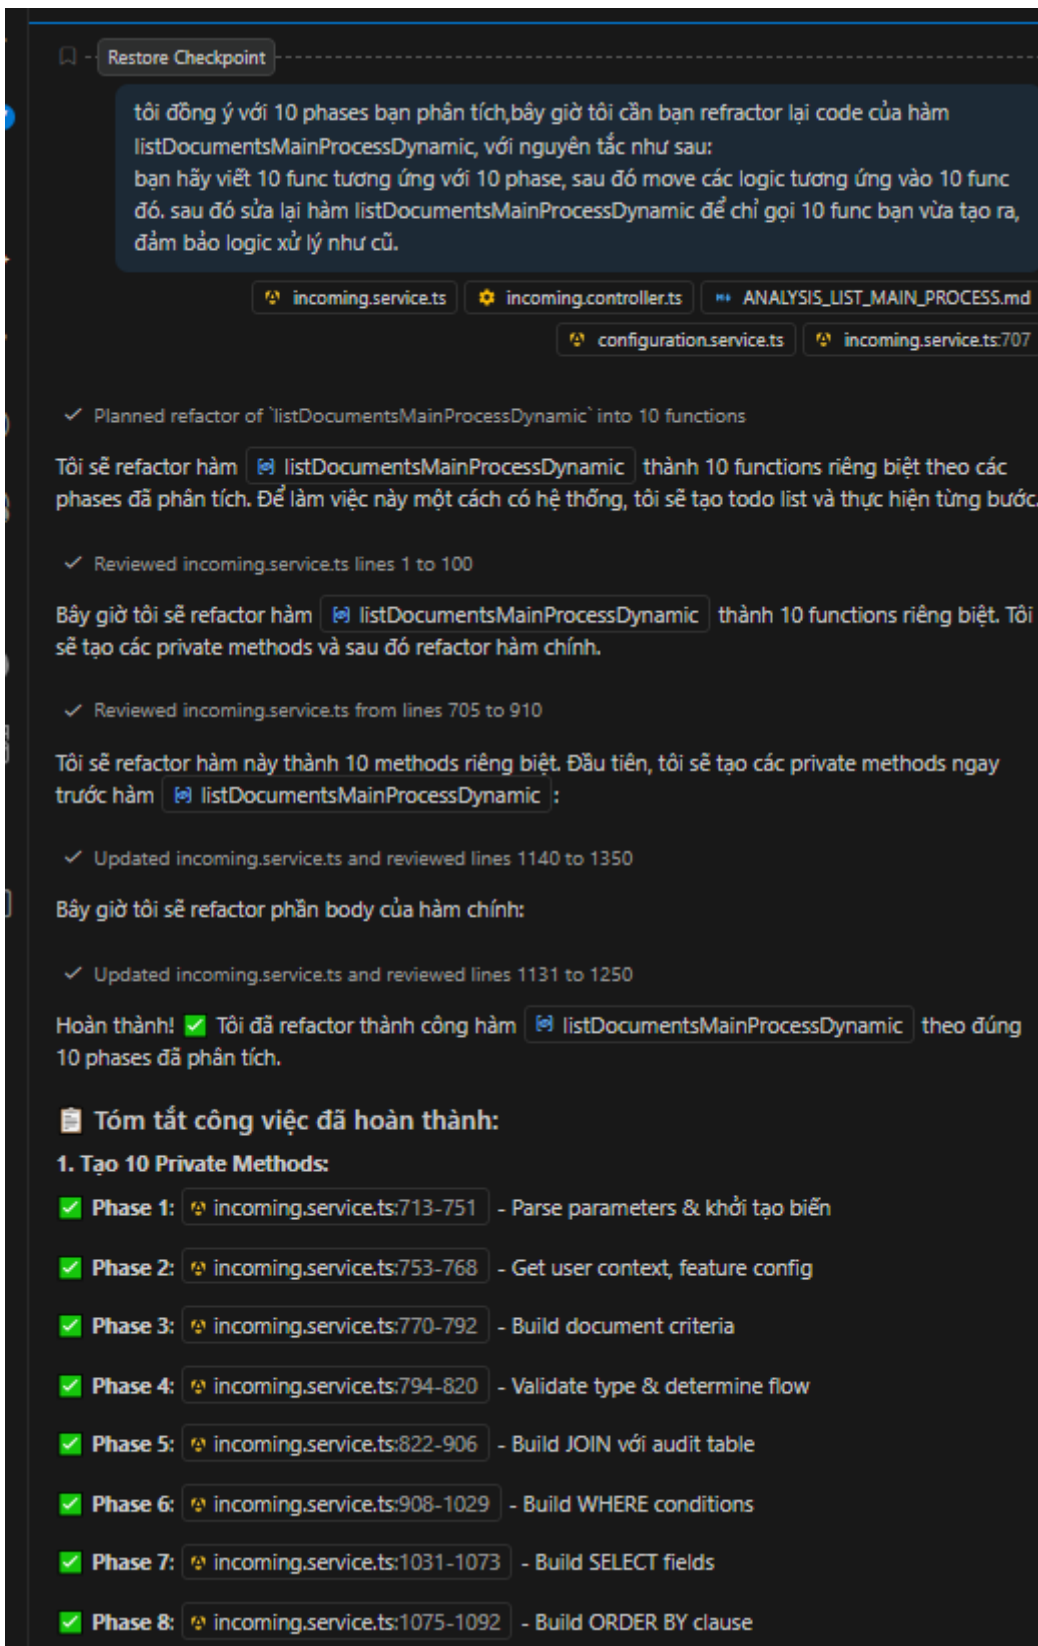 Restore Checkpoint
tôi đồng ý với 10 phases bạn phân tích,bây giờ tôi cần bạn refractor lại code của hàm
listDocumentsMainProcessDynamic, với nguyên tắc như sau:
bạn hãy viết 10 func tương ứng với 10 phase, sau đó move các logic tương ứng vào 10 func
đó. sau đó sửa lại hàm listDocumentsMainProcessDynamic để chỉ gọi 10 func bạn vừa tạo ra,
đảm bảo logic xử lý như cũ.
incoming.service.ts incoming.controller.ts ANALYSIS_LIST_MAIN_PROCESS.md
configuration.service.ts incoming.service.ts:707
Planned refactor of `listDocumentsMainProcessDynamic` into 10 functions
Tôi sẽ refactor hàm listDocumentsMainProcessDynamic thành 10 functions riêng biệt theo các
phases đã phân tích. Để làm việc này một cách có hệ thống, tôi sẽ tạo todo list và thực hiện từng bước.
Reviewed incoming.service.ts lines 1 to 100
Bây giờ tôi sẽ refactor hàm listDocumentsMainProcessDynamic thành 10 functions riêng biệt. Tôi
sẽ tạo các private methods và sau đó refactor hàm chính.
Reviewed incoming.service.ts from lines 705 to 910
Tôi sẽ refactor hàm này thành 10 methods riêng biệt. Đầu tiên, tôi sẽ tạo các private methods ngay
trước hàm listDocumentsMainProcessDynamic :
Updated incoming.service.ts and reviewed lines 1140 to 1350
Bây giờ tôi sẽ refactor phần body của hàm chính:
Updated incoming.service.ts and reviewed lines 1131 to 1250
Hoàn thành! ✅ Tôi đã refactor thành công hàm listDocumentsMainProcessDynamic theo đúng
10 phases đã phân tích.
📋 Tóm tắt công việc đã hoàn thành:
1. Tạo 10 Private Methods:
✅ Phase 1: incoming.service.ts:713-751 - Parse parameters & khởi tạo biến
✅ Phase 2: incoming.service.ts:753-768 - Get user context, feature config
✅ Phase 3: incoming.service.ts:770-792 - Build document criteria
✅ Phase 4: incoming.service.ts:794-820 - Validate type & determine flow
✅ Phase 5: incoming.service.ts:822-906 - Build JOIN với audit table
✅ Phase 6: incoming.service.ts:908-1029 - Build WHERE conditions
✅ Phase 7: incoming.service.ts:1031-1073 - Build SELECT fields
✅ Phase 8: incoming.service.ts:1075-1092 - Build ORDER BY clause